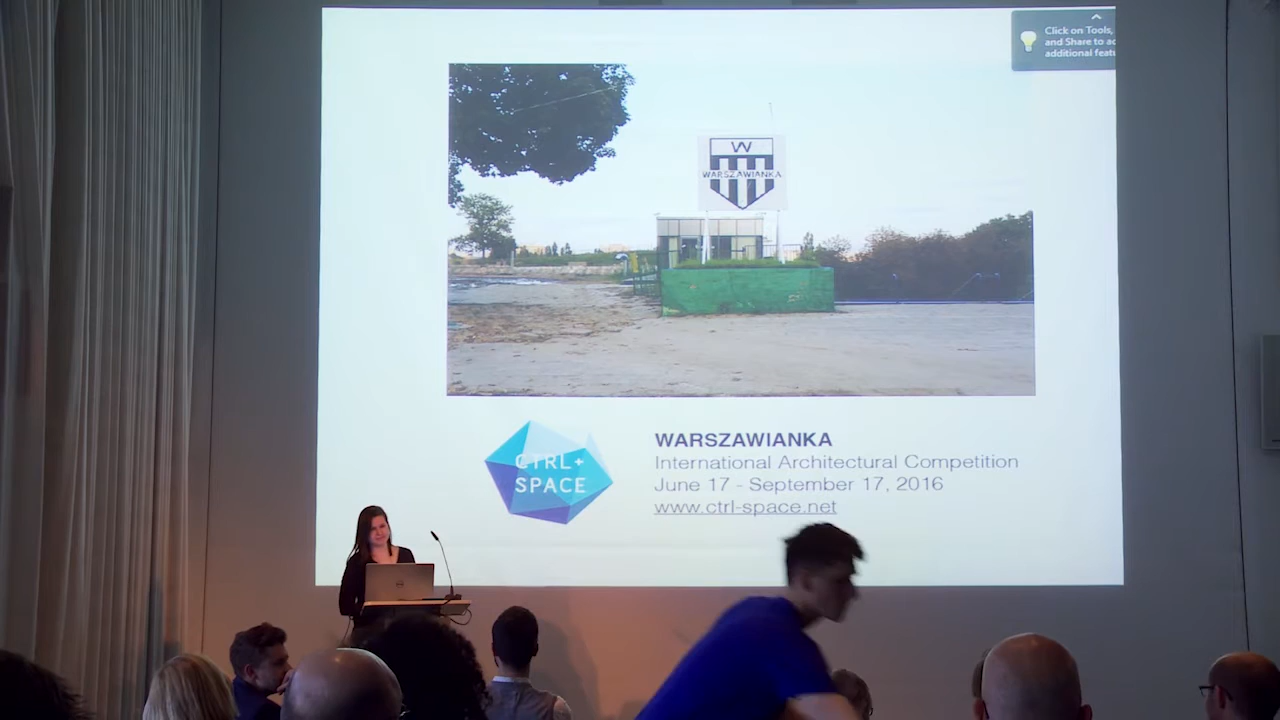 Click on Tools,
and Share to ac
additional feat
W
WARSZAWIANKA
CTRL+
SPACE
WARSZAWIANKA
International Architectural Competition
June 17 - September 17, 2016
www.ctrl-space.net